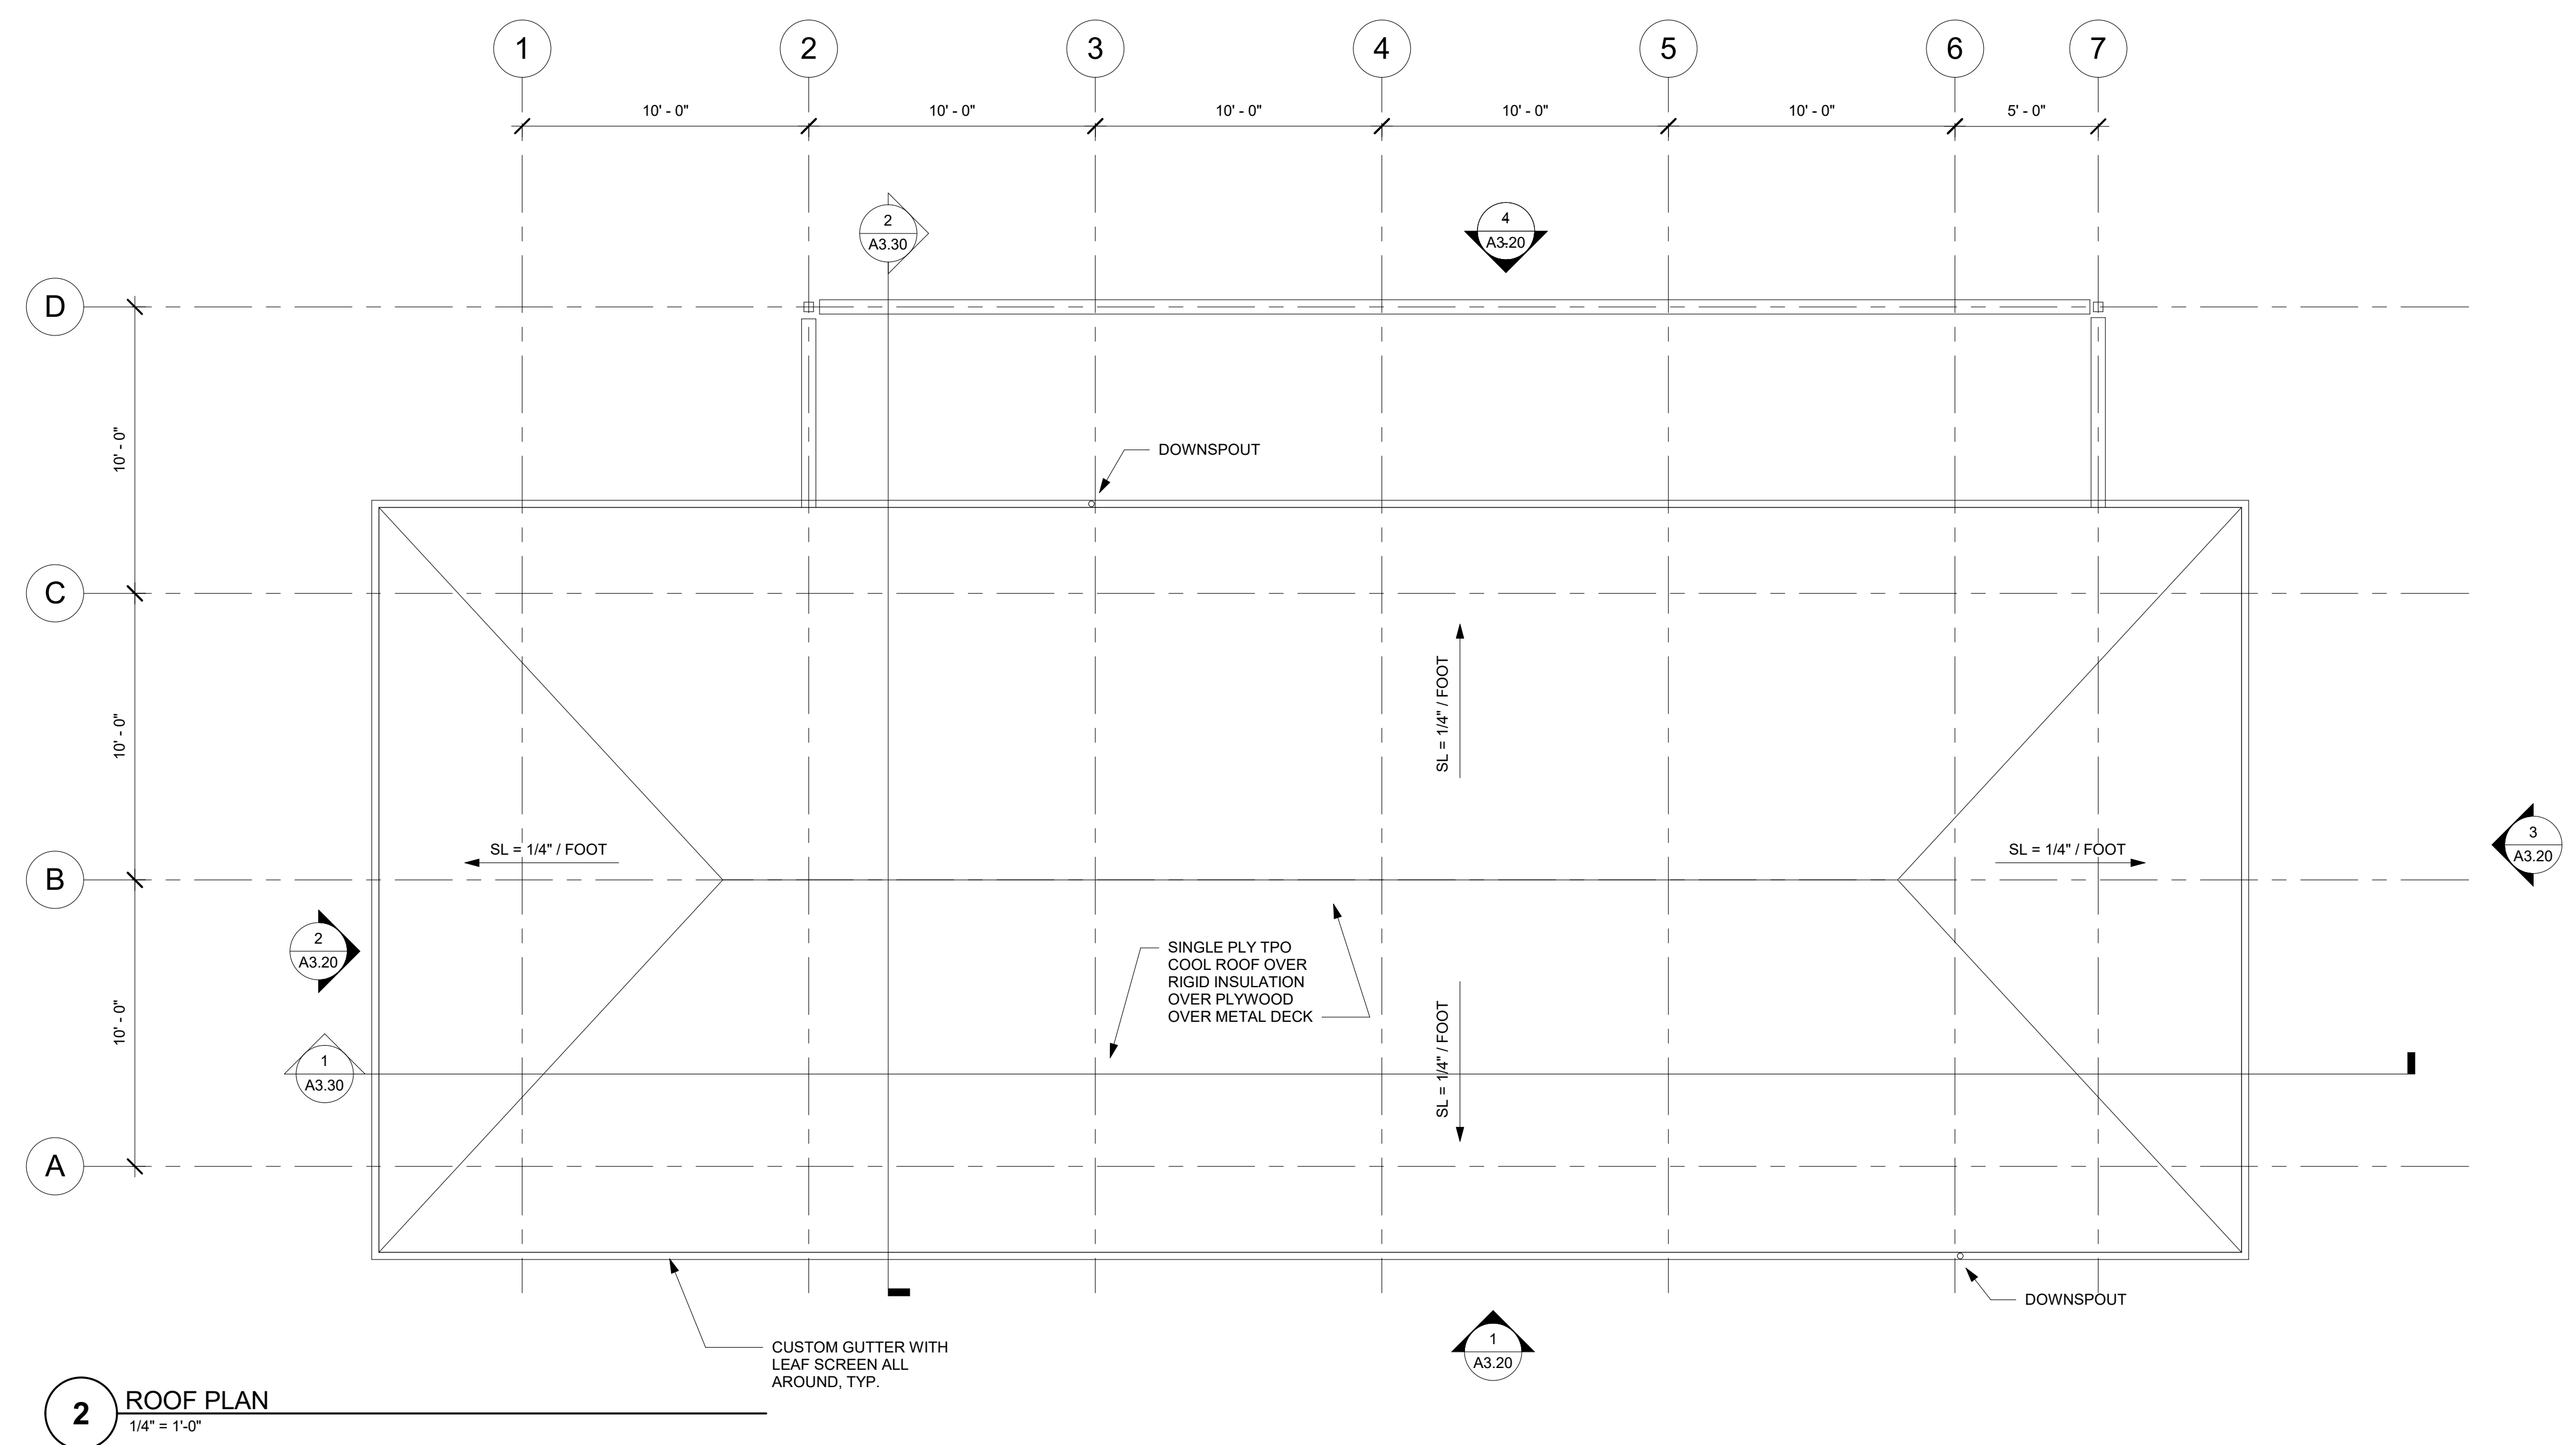 1
2
3
4
5
6
7
10' - 0"
10' - 0"
10' - 0"
10' - 0"
10' - 0"
5' - 0"
2
A3.30
4
A3.20
D
10' - 0"
DOWNSPOUT
C
10' - 0"
SL = 1/4" / FOOT
SL = 1/4" / FOOT
SL = 1/4" / FOOT
3
A3.20
B
2
A3.20
SINGLE PLY TPO
COOL ROOF OVER
RIGID INSULATION
OVER PLYWOOD
OVER METAL DECK
10' - 0"
SL = 1/4" / FOOT
1
A3.30
A
DOWNSPOUT
CUSTOM GUTTER WITH
LEAF SCREEN ALL
AROUND, TYP.
1
A3.20
2
ROOF PLAN
1/4" = 1'-0"